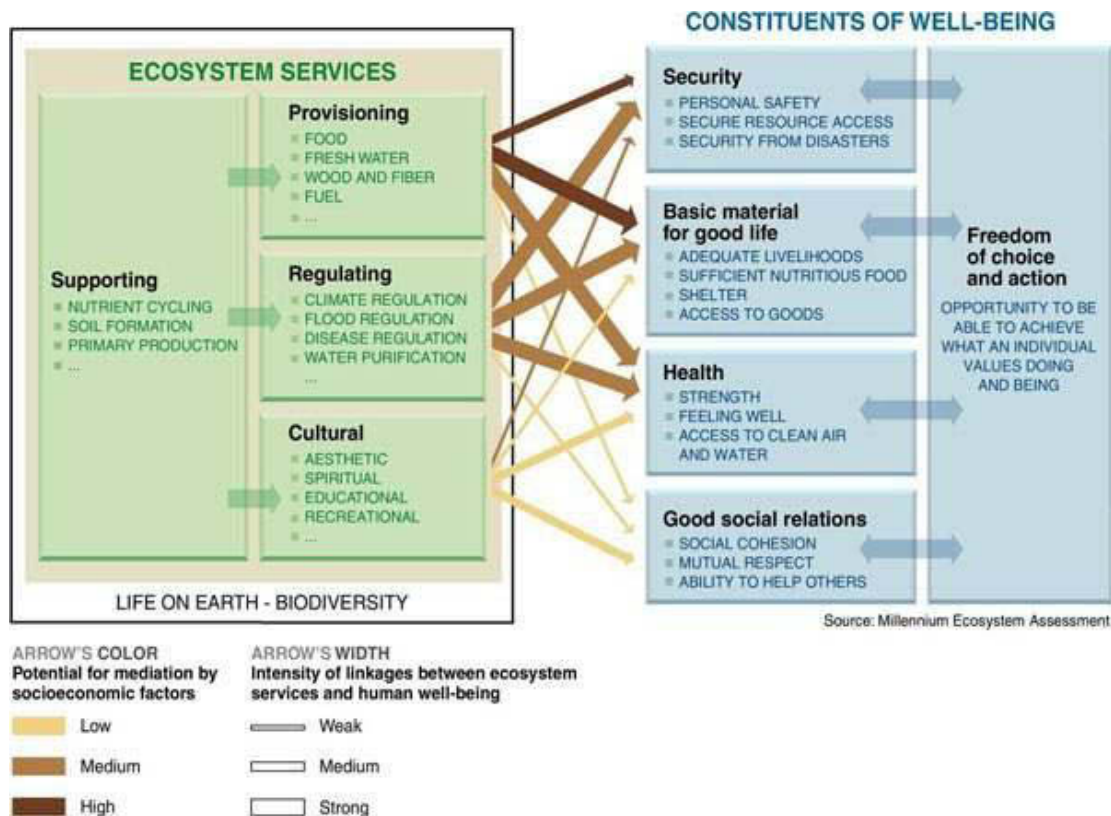 CONSTITUENTS OF WELL-BEING
ECOSYSTEM SERVICES
Supporting
NUTRIENT CYCLING
SOIL FORMATION
PRIMARY PRODUCTION
...
Provisioning
FOOD
FRESH WATER
WOOD AND FIBER
FUEL
...
Regulating
CLIMATE REGULATION
FLOOD REGULATION
DISEASE REGULATION
WATER PURIFICATION
...
Cultural
AESTHETIC
SPIRITUAL
EDUCATIONAL
RECREATIONAL
...
LIFE ON EARTH - BIODIVERSITY
Security
PERSONAL SAFETY
SECURE RESOURCE ACCESS
SECURITY FROM DISASTERS
Basic material
for good life
ADEQUATE LIVELIHOODS
SUFFICIENT NUTRITIOUS FOOD
SHELTER
ACCESS TO GOODS
Health
STRENGTH
FEELING WELL
ACCESS TO CLEAN AIR
AND WATER
Good social relations
SOCIAL COHESION
MUTUAL RESPECT
ABILITY TO HELP OTHERS
Freedom
of choice
and action
OPPORTUNITY TO BE
ABLE TO ACHIEVE
WHAT AN INDIVIDUAL
VALUES DOING
AND BEING
Source: Millennium Ecosystem Assessment
ARROW'S COLOR
Potential for mediation by
socioeconomic factors
Low
Medium
High
ARROW'S WIDTH
Intensity of linkages between ecosystem
services and human well-being
Weak
Medium
Strong